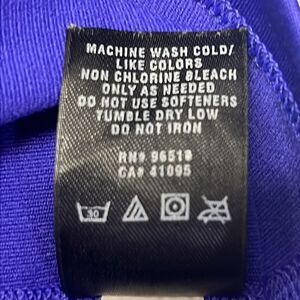 MACHINE WASH COLD/
LIKE COLORS
NON CHLORINE BLEACH
ONLY AS NEEDED
DO NOT USE SOFTENERS
TUMBLE DRY LOW
DO NOT IRON
RN# 96518
CA# 41095
30